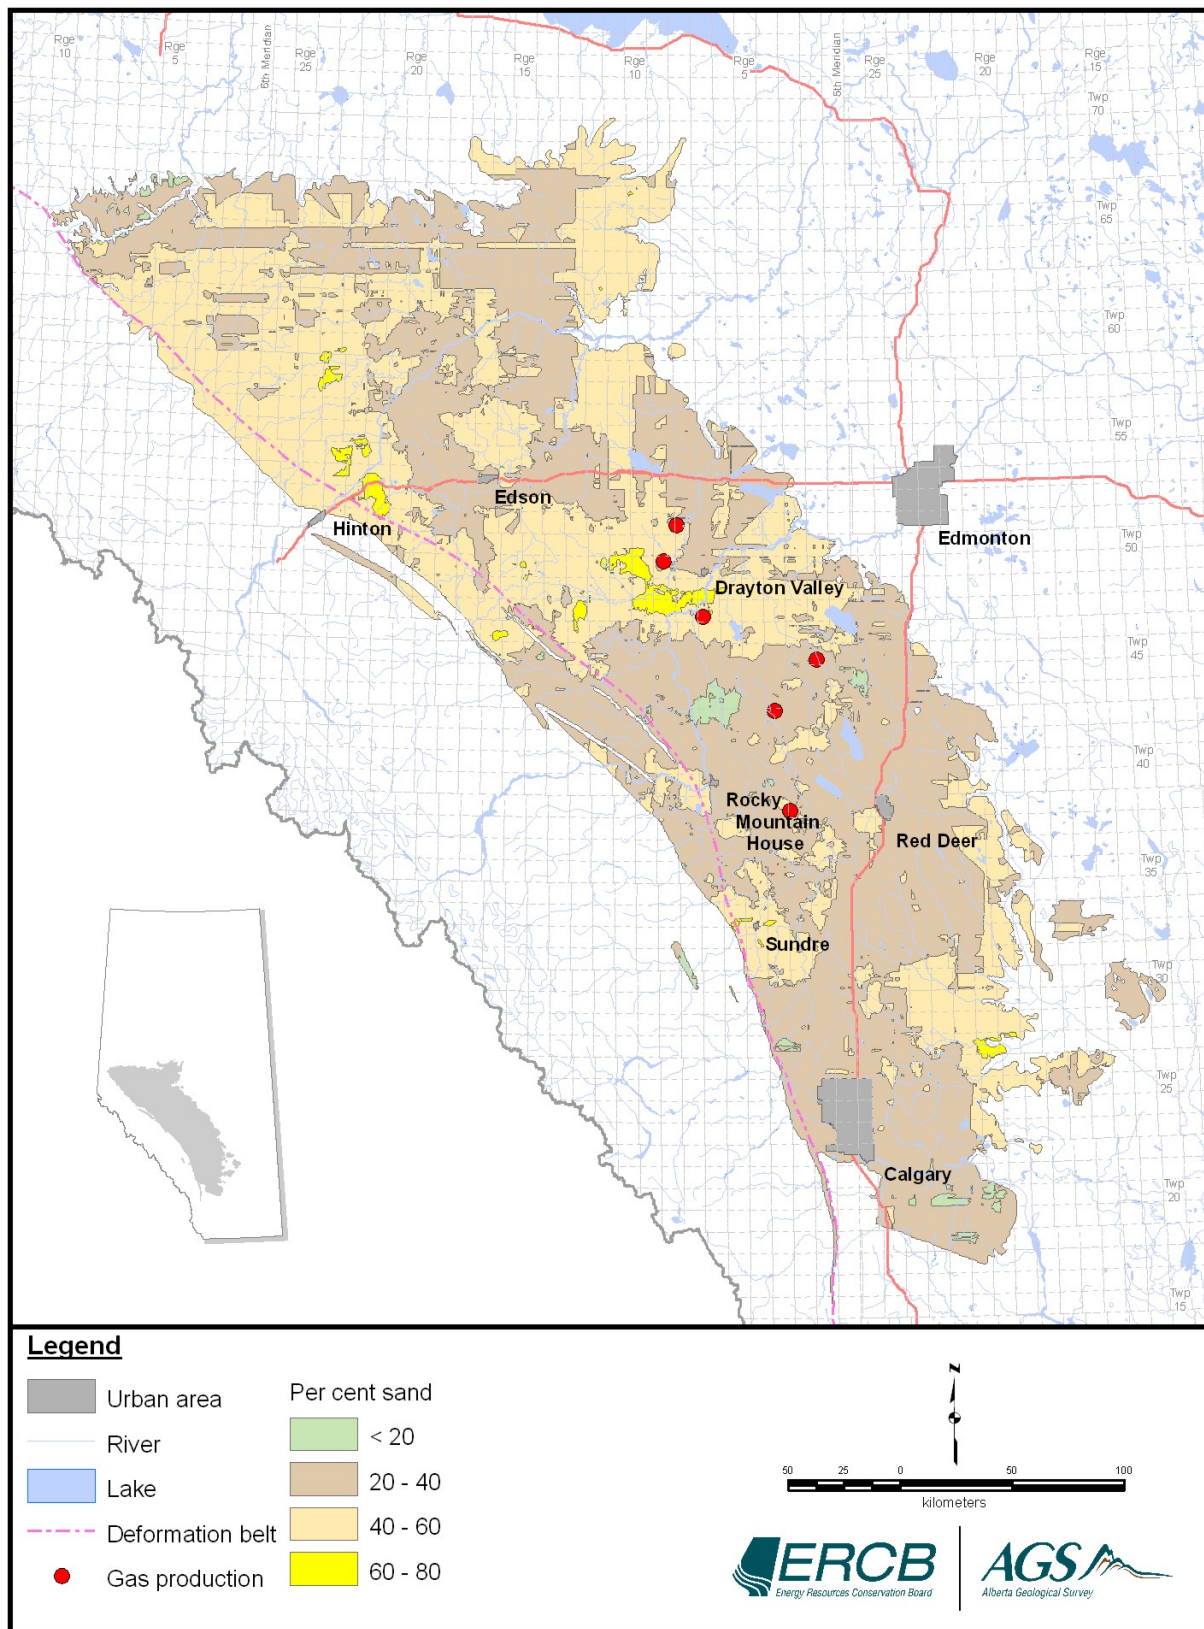 Rge
10
Rge
5
6th Meridian
Rge
25
Rge
20
Rge
15
Rge
10
Rge
5
5th Meridian
Rge
25
Rge
20
Rge
15
Twp
70
Twp
65
Twp
60
Twp
55
Twp
50
Twp
45
Twp
40
Twp
35
Twp
30
Twp
25
Twp
20
Twp
15
Edson
Hinton
Edmonton
Drayton Valley
Rocky
Mountain
House
Red Deer
Sundre
Calgary
Legend
Urban area
River
Lake
Deformation belt
Gas production
Per cent sand
< 20
20 - 40
40 - 60
60 - 80
N
50 25 0 50 100
kilometers
ERCB
Energy Resources Conservation Board
AGS
Alberta Geological Survey